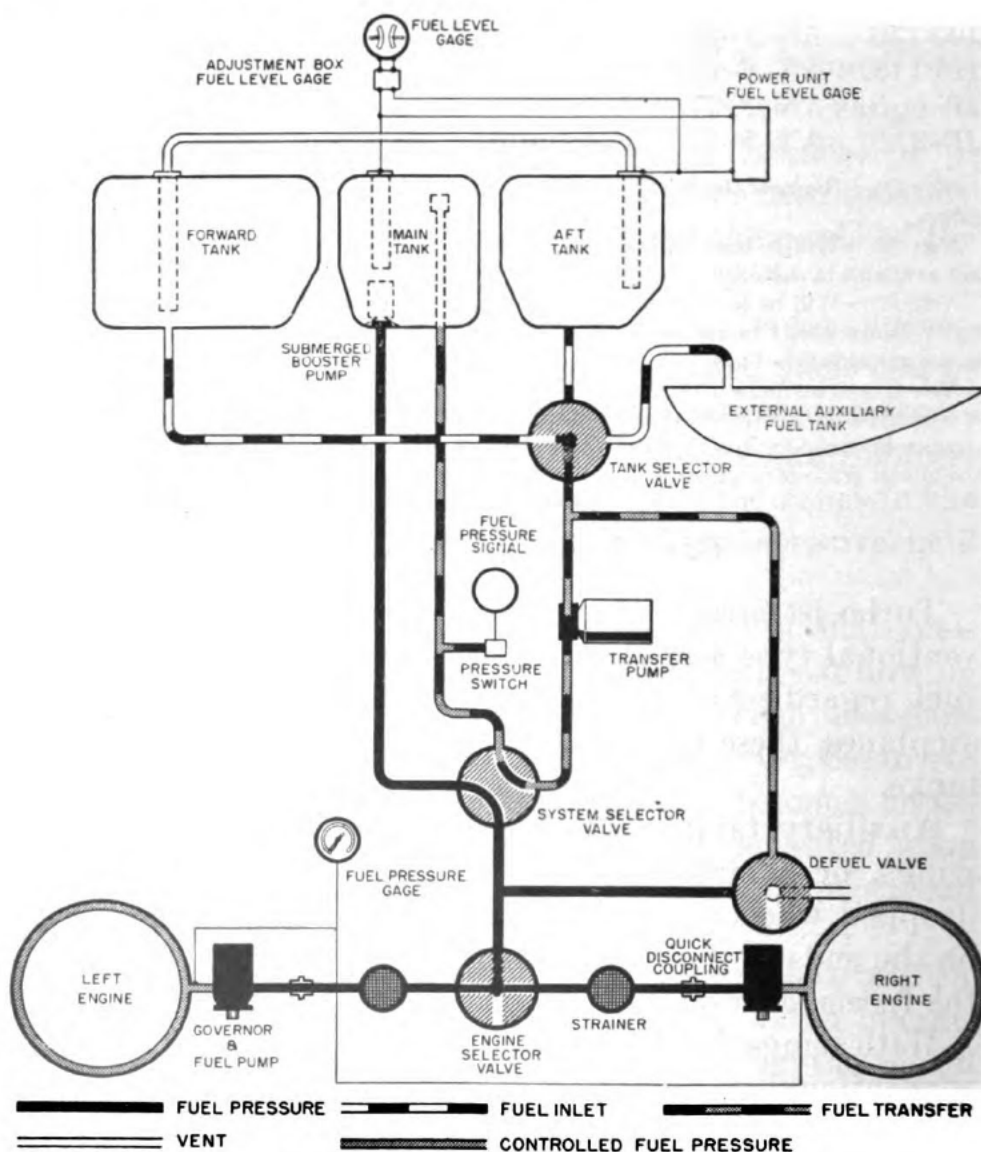 FUEL LEVEL
GAGE
ADJUSTMENT BOX
FUEL LEVEL GAGE
POWER UNIT
FUEL LEVEL GAGE
FORWARD
TANK
MAIN
TANK
AFT
TANK
SUBMERGED
BOOSTER
PUMP
EXTERNAL AUXILIARY
FUEL TANK
TANK SELECTOR
VALVE
FUEL
PRESSURE
SIGNAL
PRESSURE
SWITCH
TRANSFER
PUMP
SYSTEM SELECTOR
VALVE
FUEL PRESSURE
GAGE
DEFUEL VALVE
QUICK
DISCONNECT
COUPLING
LEFT
ENGINE
RIGHT
ENGINE
GOVERNOR
&
FUEL PUMP
STRAINER
ENGINE
SELECTOR
VALVE
FUEL PRESSURE
FUEL INLET
FUEL TRANSFER
VENT
CONTROLLED FUEL PRESSURE